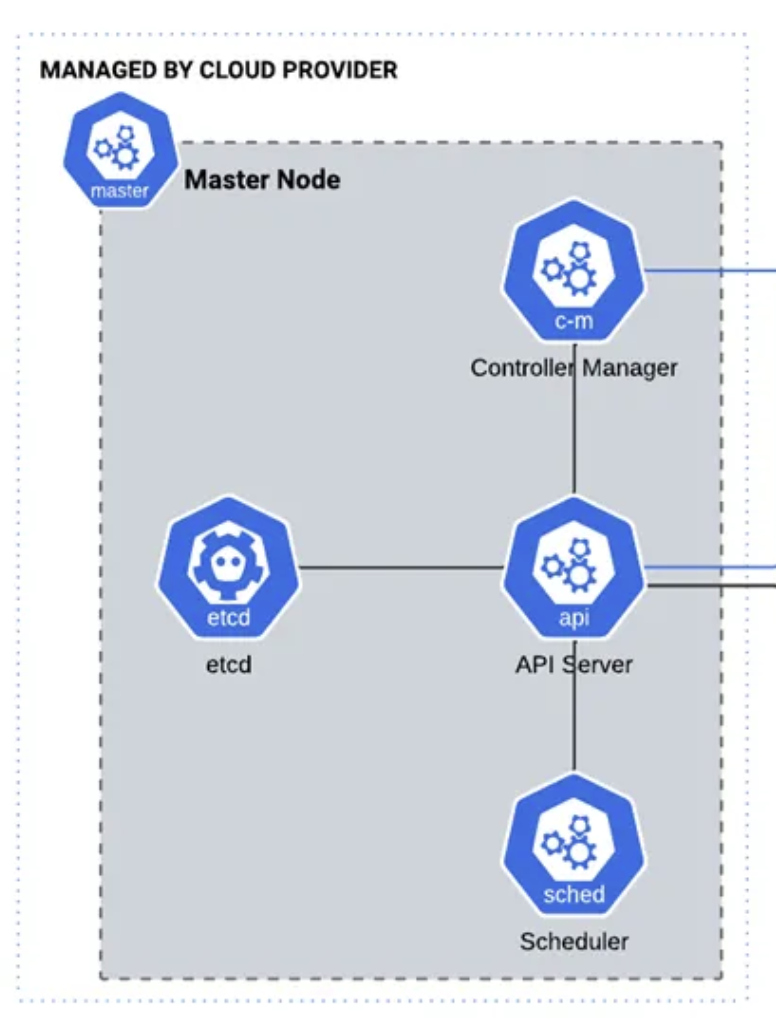 MANAGED BY CLOUD PROVIDER
master
Master Node
c-m
Controller Manager
etcd
etcd
api
API Server
sched
Scheduler